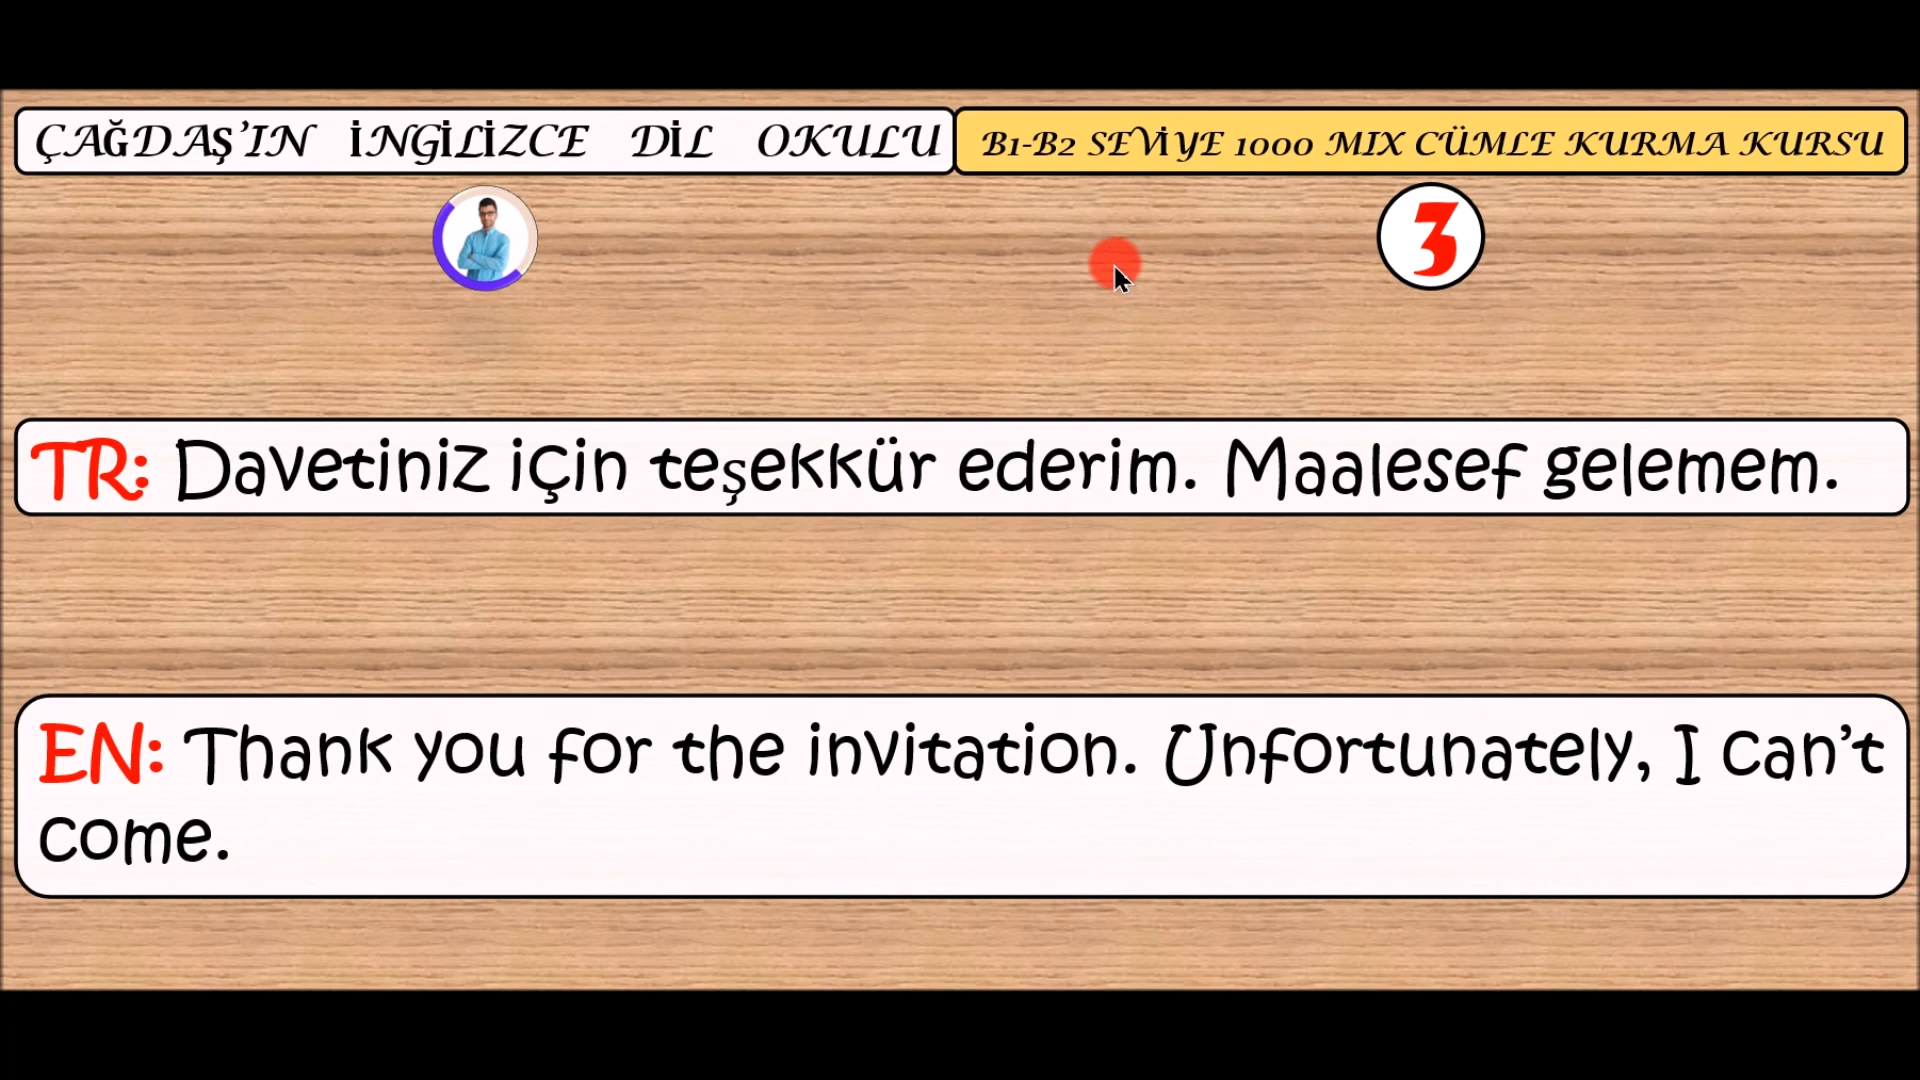 ÇAĞDAŞ'IN İNGİLİZCE DİL OKULU
B1-B2 SEVİYE 1000 MIX CÜMLE KURMA KURSU
3
TR: Davetiniz için teşekkür ederim. Maalesef gelemem.
EN: Thank you for the invitation. Unfortunately, I can't
come.